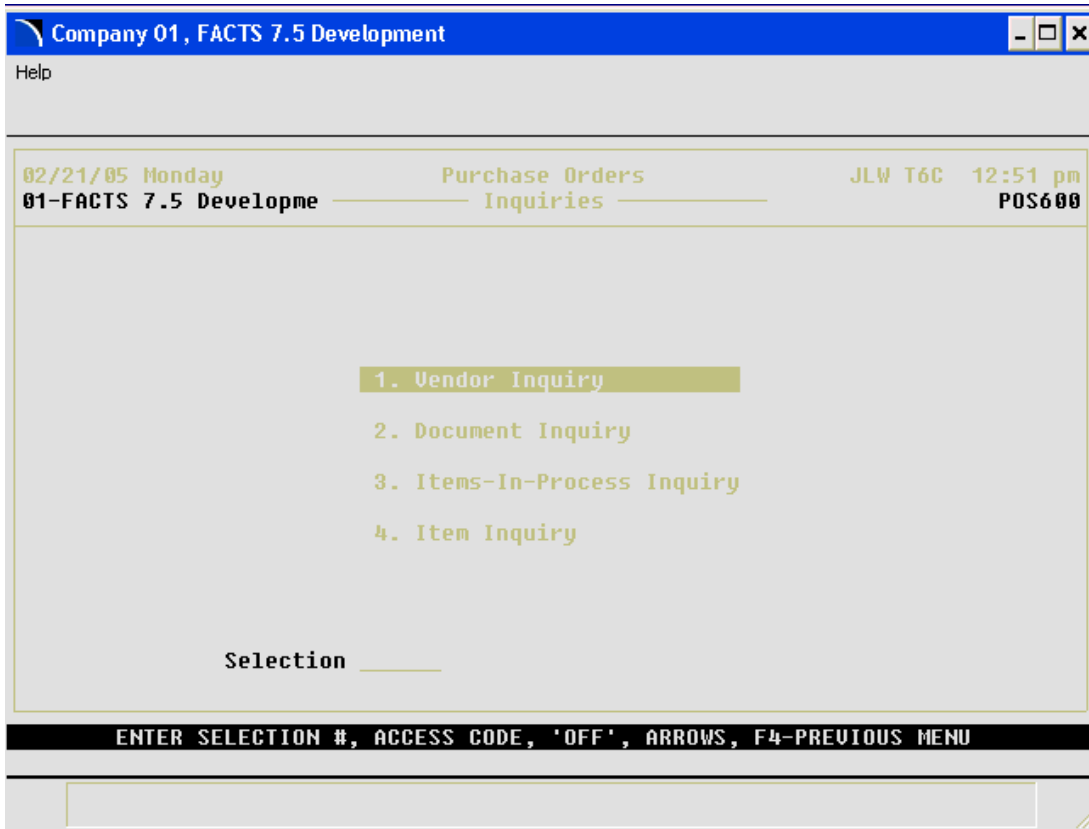 Company 01, FACTS 7.5 Development
Help
02/21/05 Monday Purchase Orders JLW T6C 12:51 pm
01-FACTS 7.5 Developme Inquiries POS600
1. Vendor Inquiry
2. Document Inquiry
3. Items-In-Process Inquiry
4. Item Inquiry
Selection
ENTER SELECTION #, ACCESS CODE, 'OFF', ARROWS, F4-PREVIOUS MENU